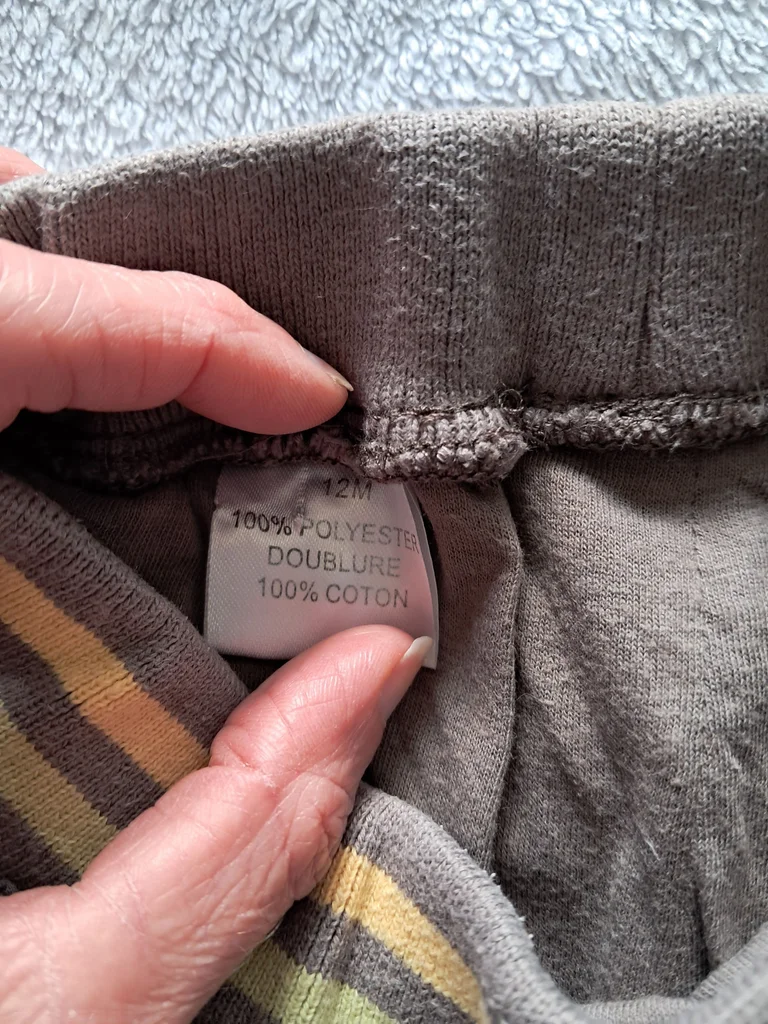 12M
100% POLYESTER
DOUBLURE
100% COTON